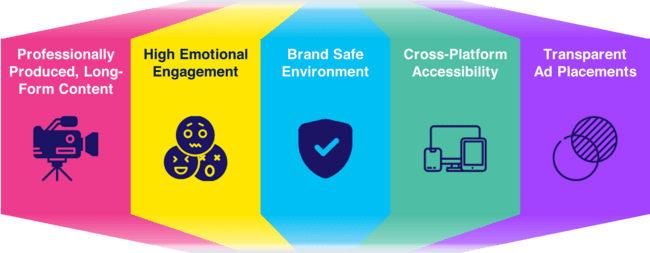 Professionally
Produced, Long-
Form Content
High Emotional
Engagement
Brand Safe
Environment
Cross-Platform
Accessibility
Transparent
Ad Placements